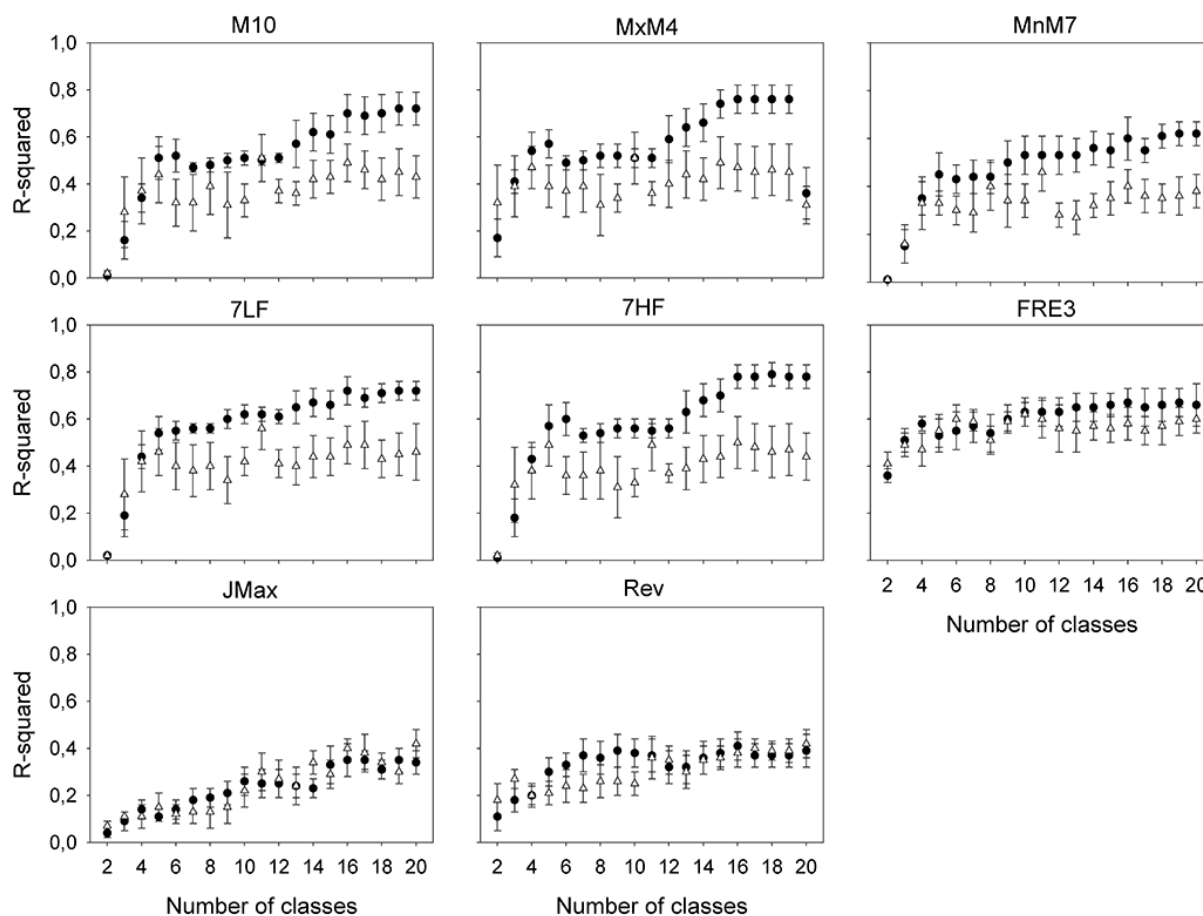 M10 MxM4 MnM7
1,0
0,8
0,6
0,4
0,2
0,0
R-squared
7LF 7HF FRE3
1,0
0,8
0,6
0,4
0,2
0,0
R-squared
2 4 6 8 10 12 14 16 18 20
Number of classes
JMax Rev
1,0
0,8
0,6
0,4
0,2
0,0
R-squared
2 4 6 8 10 12 14 16 18 20 2 4 6 8 10 12 14 16 18 20
Number of classes Number of classes